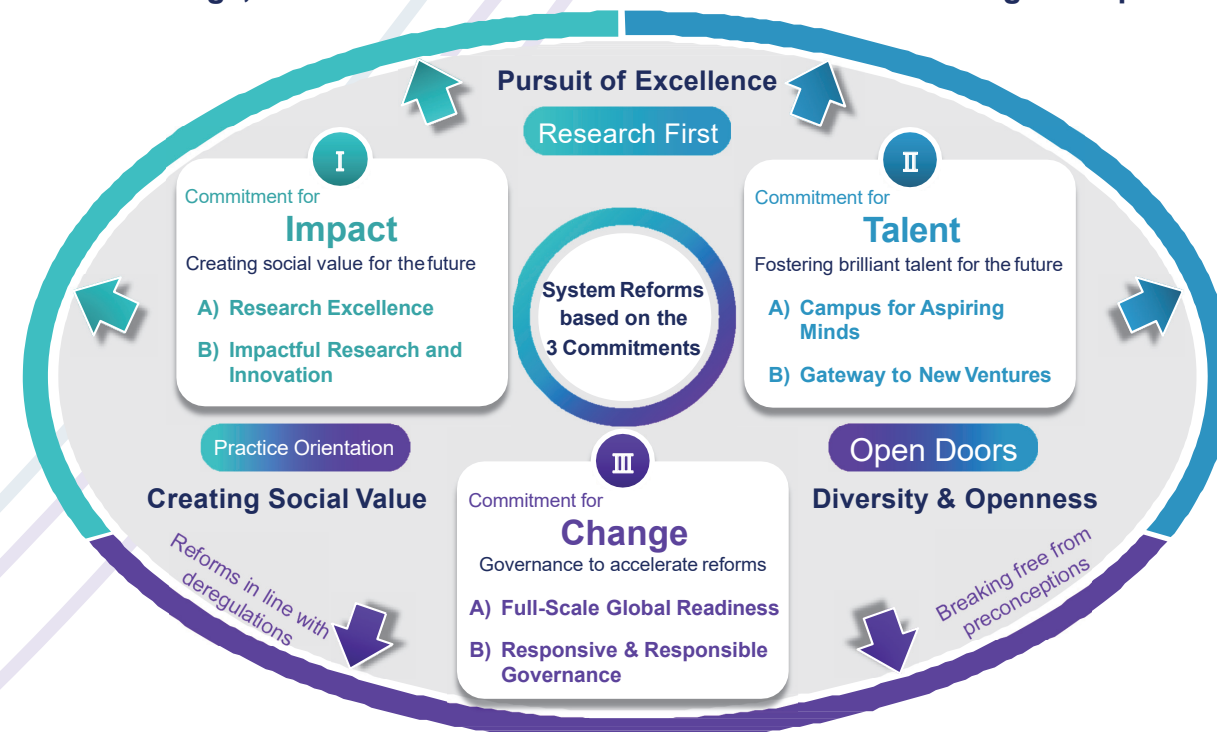 Pursuit of Excellence
Research First
I
Commitment for
Impact
Creating social value for the future
A) Research Excellence
B) Impactful Research and
Innovation
II
Commitment for
Talent
Fostering brilliant talent for the future
A) Campus for Aspiring
Minds
B) Gateway to New Ventures
System Reforms
based on the
3 Commitments
Practice Orientation
Creating Social Value
Open Doors
Diversity & Openness
III
Commitment for
Change
Governance to accelerate reforms
A) Full-Scale Global Readiness
B) Responsive & Responsible
Governance
Reforms in line with
deregulations
Breaking free from
preconceptions